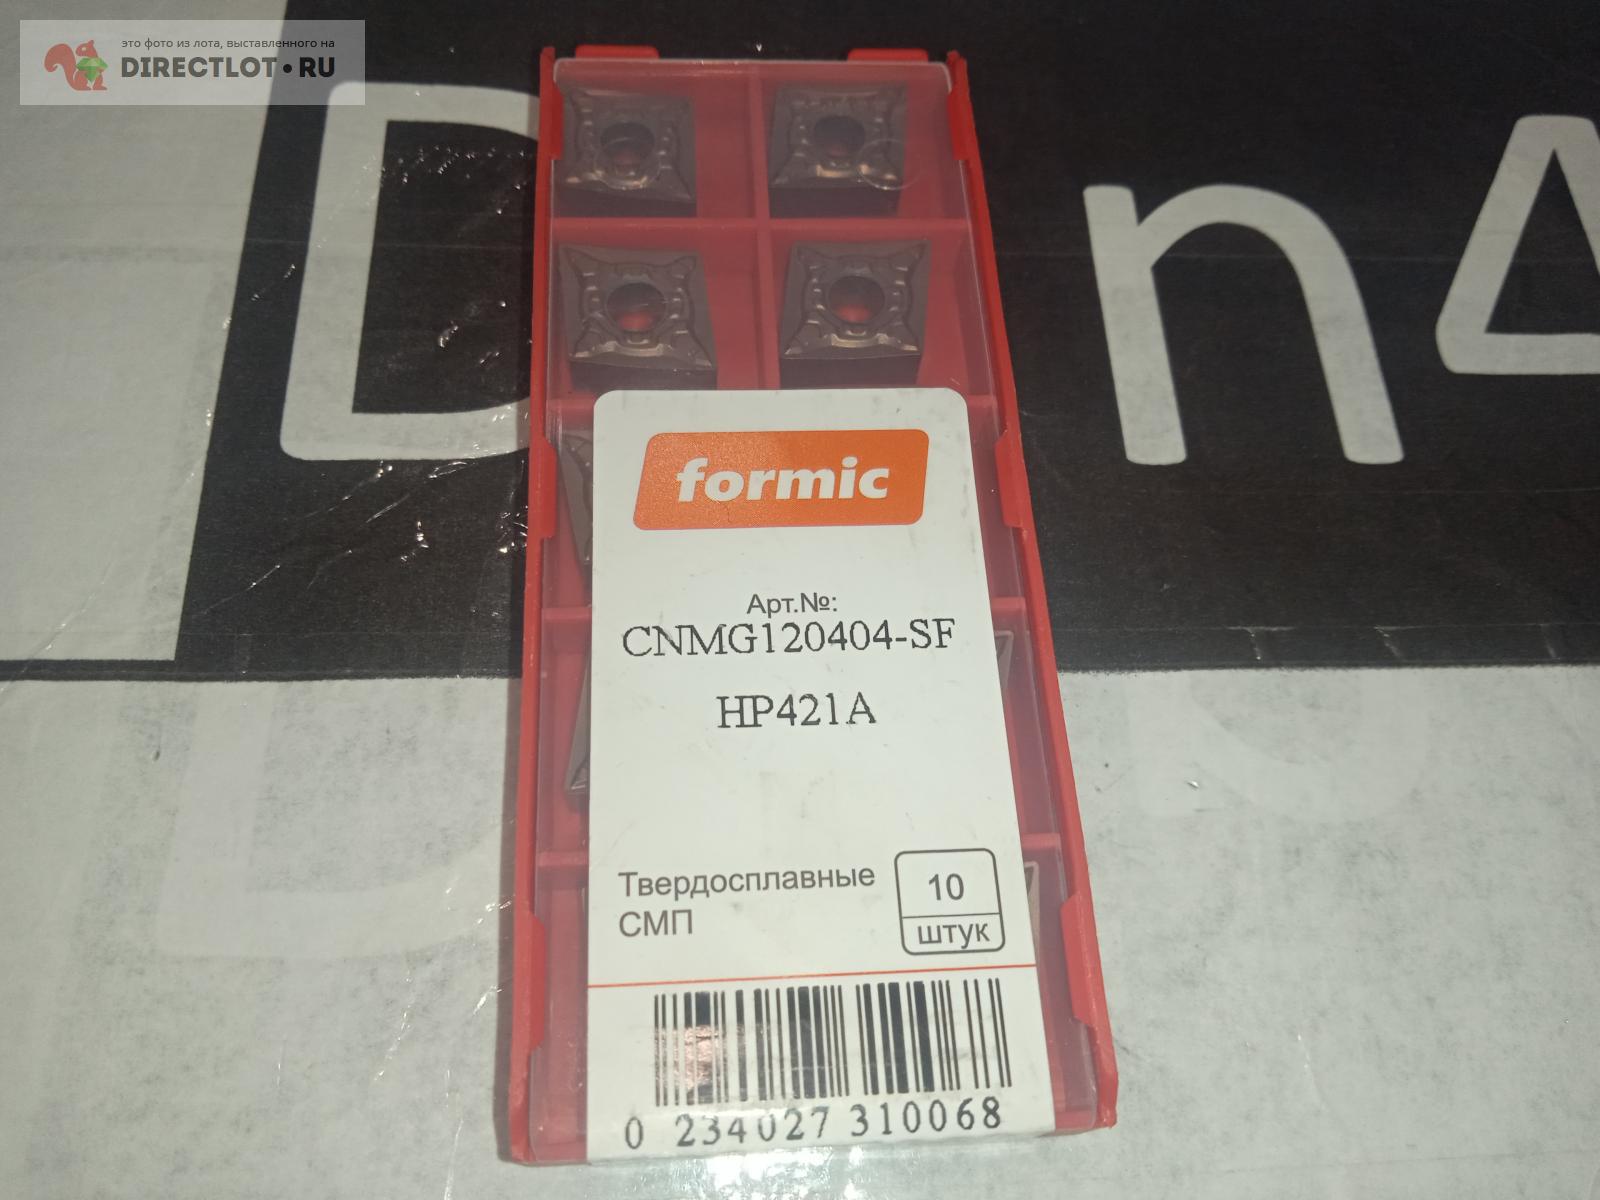 это фото из лота, выставленного на
DIRECTLOT.RU
formic
Арт.№:
CNMG120404-SF
HP421A
Твердосплавные
СМП
10
штук
0 234027 310068